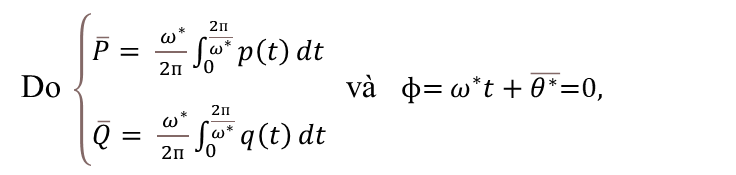 P̅ = ω*/2π ∫₀^(2π/ω*) p(t) dt
Do { và ϕ= ω*t + θ̅*̅=0,
Q̅ = ω*/2π ∫₀^(2π/ω*) q(t) dt